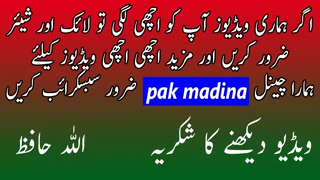 اگر ہماری ویڈیوز آپ کو اچھی لگی تو لائک اور شیئر
ضرور کریں اور مزید اچھی اچھی ویڈیوز کیلئے
ہمارا چینل pak madina ضرور سبسکرائب کریں
ویڈیو دیکھنے کا شکریہ اللہ حافظ